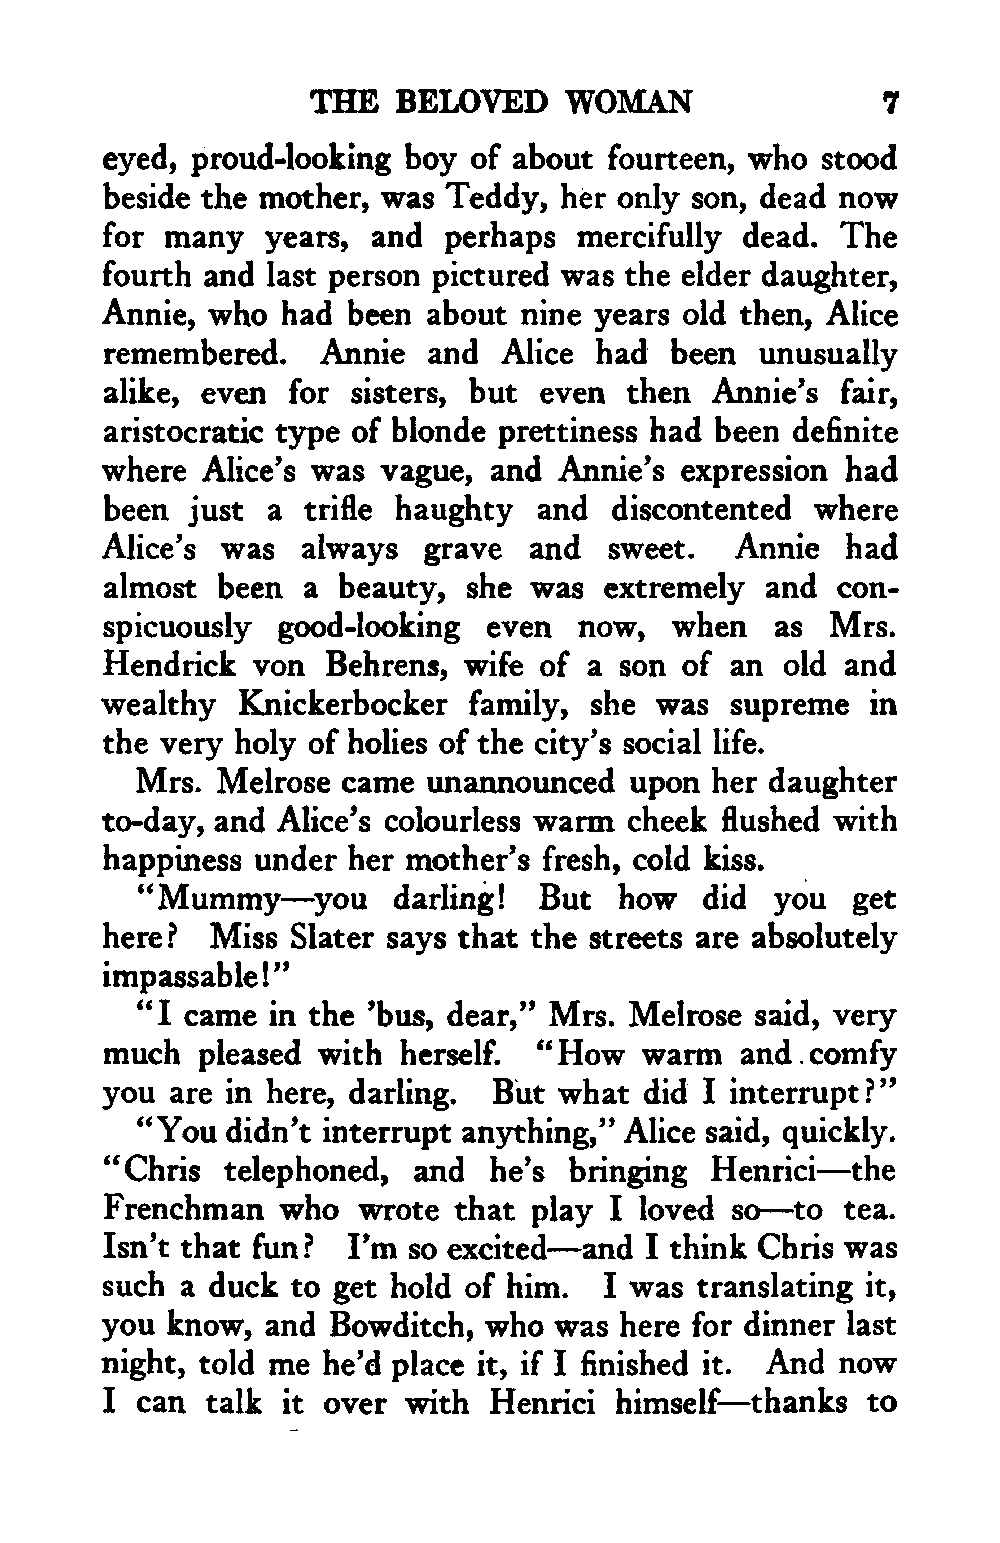 THE BELOVED WOMAN 7
eyed, proud-looking boy of about fourteen, who stood
beside the mother, was Teddy, her only son, dead now
for many years, and perhaps mercifully dead. The
fourth and last person pictured was the elder daughter,
Annie, who had been about nine years old then, Alice
remembered. Annie and Alice had been unusually
alike, even for sisters, but even then Annie's fair,
aristocratic type of blonde prettiness had been definite
where Alice's was vague, and Annie's expression had
been just a trifle haughty and discontented where
Alice's was always grave and sweet. Annie had
almost been a beauty, she was extremely and con-
spicuously good-looking even now, when as Mrs.
Hendrick von Behrens, wife of a son of an old and
wealthy Knickerbocker family, she was supreme in
the very holy of holies of the city's social life.
Mrs. Melrose came unannounced upon her daughter
to-day, and Alice's colourless warm cheek flushed with
happiness under her mother's fresh, cold kiss.
"Mummy—you darling! But how did you get
here? Miss Slater says that the streets are absolutely
impassable!"
"I came in the 'bus, dear," Mrs. Melrose said, very
much pleased with herself. "How warm and comfy
you are in here, darling. But what did I interrupt?"
"You didn't interrupt anything," Alice said, quickly.
"Chris telephoned, and he's bringing Henrici—the
Frenchman who wrote that play I loved so—to tea.
Isn't that fun? I'm so excited—and I think Chris was
such a duck to get hold of him. I was translating it,
you know, and Bowditch, who was here for dinner last
night, told me he'd place it, if I finished it. And now
I can talk it over with Henrici himself—thanks to